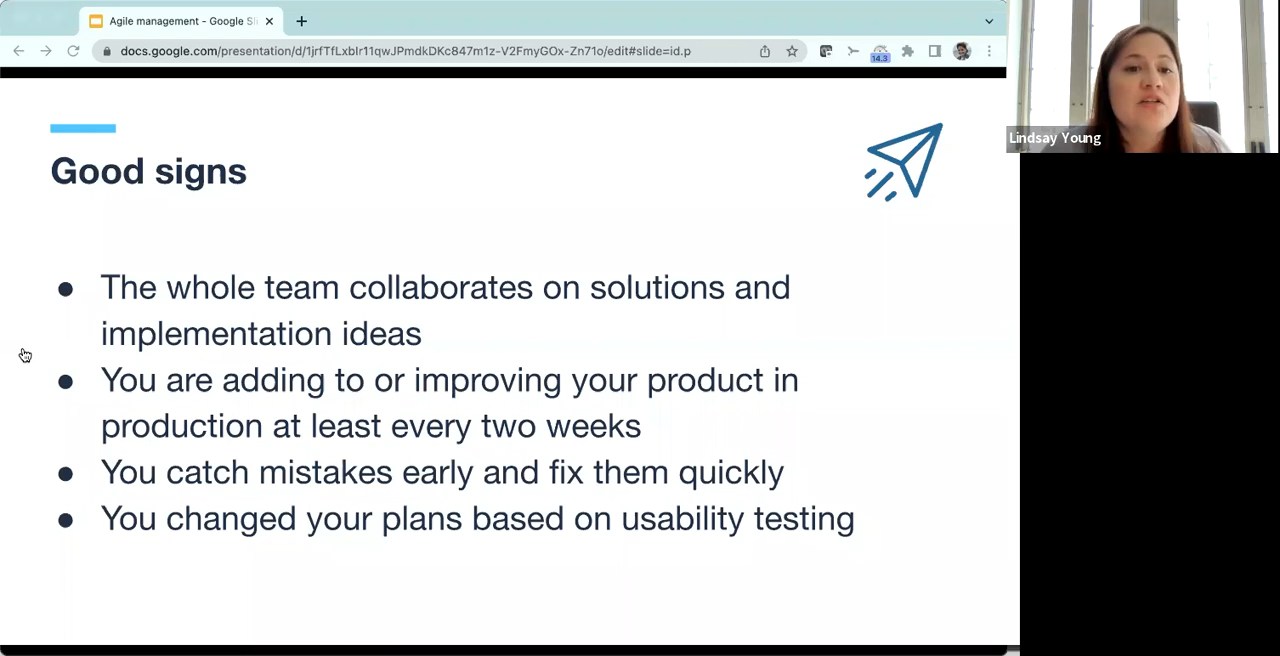 Agile management - Google Sli
docs.google.com/presentation/d/1jrfTfLxbIr11qwJPmdkDKc847m1z-V2FmyGOx-Zn71o/edit#slide=id.p
14.3
Lindsay Young
Good signs
● The whole team collaborates on solutions and
implementation ideas
● You are adding to or improving your product in
production at least every two weeks
● You catch mistakes early and fix them quickly
● You changed your plans based on usability testing